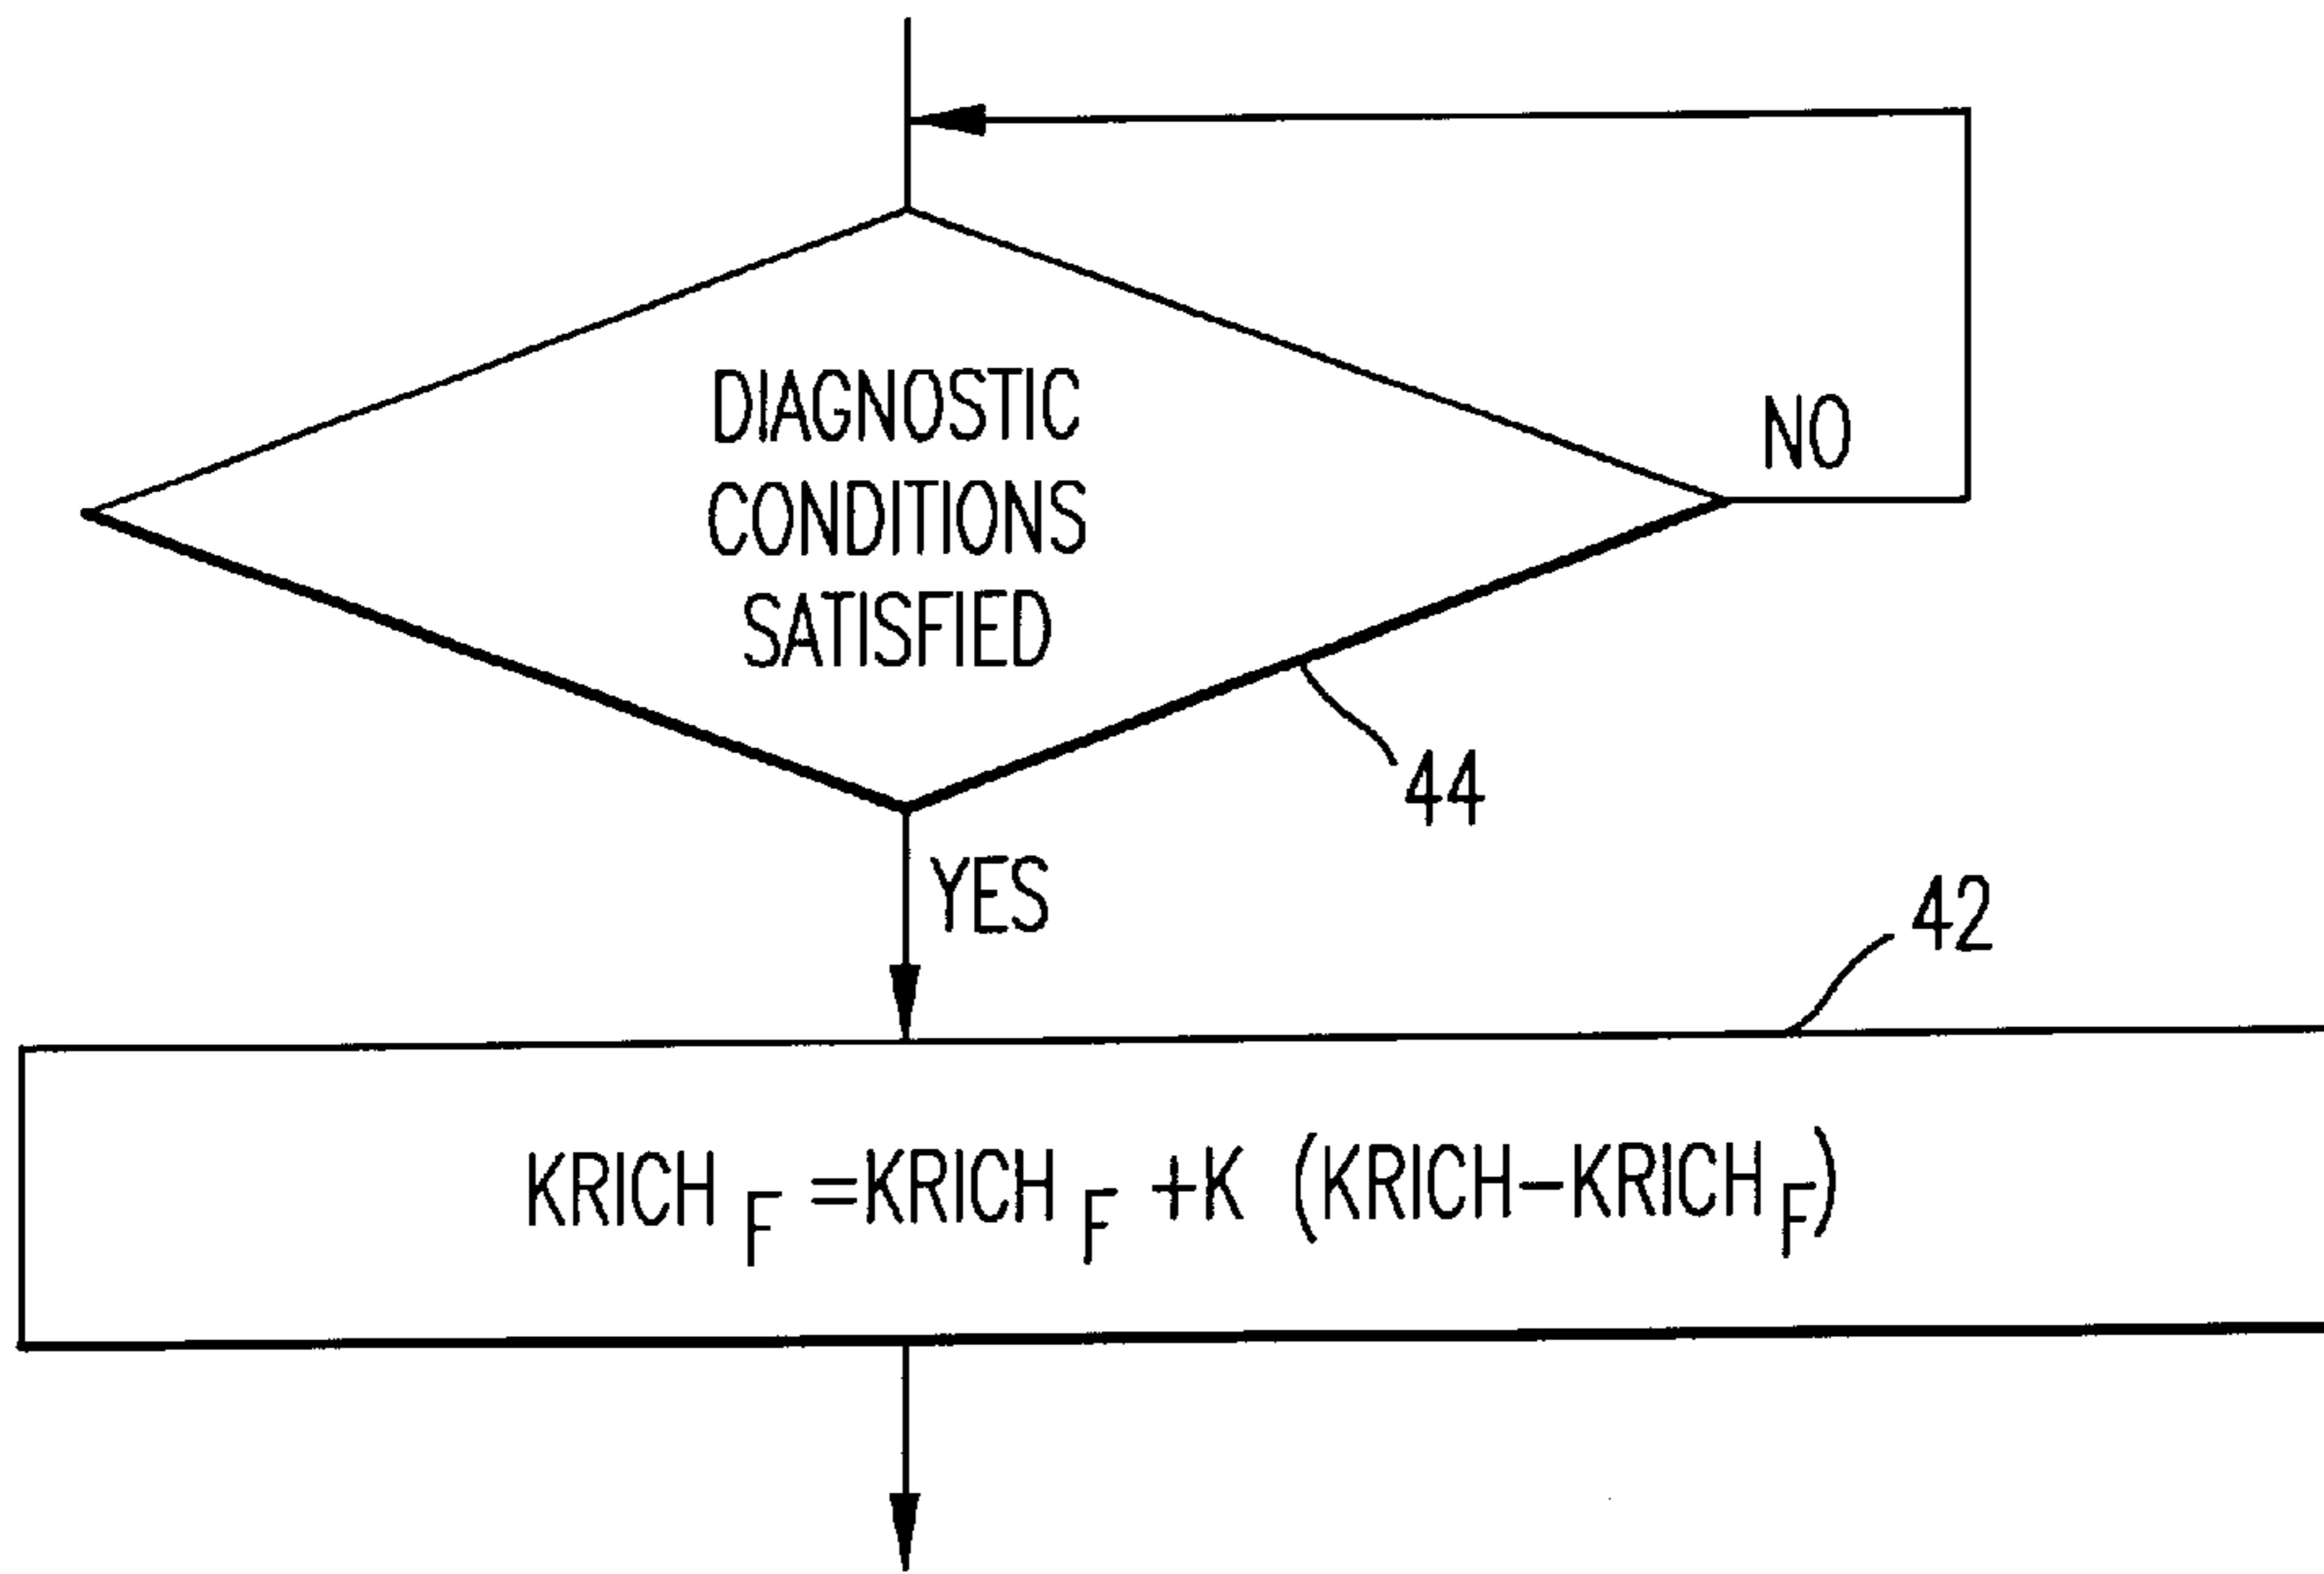 DIAGNOSTIC
CONDITIONS
SATISFIED
NO
44
YES
42
KRICH F =KRICH F +K (KRICH-KRICH F)